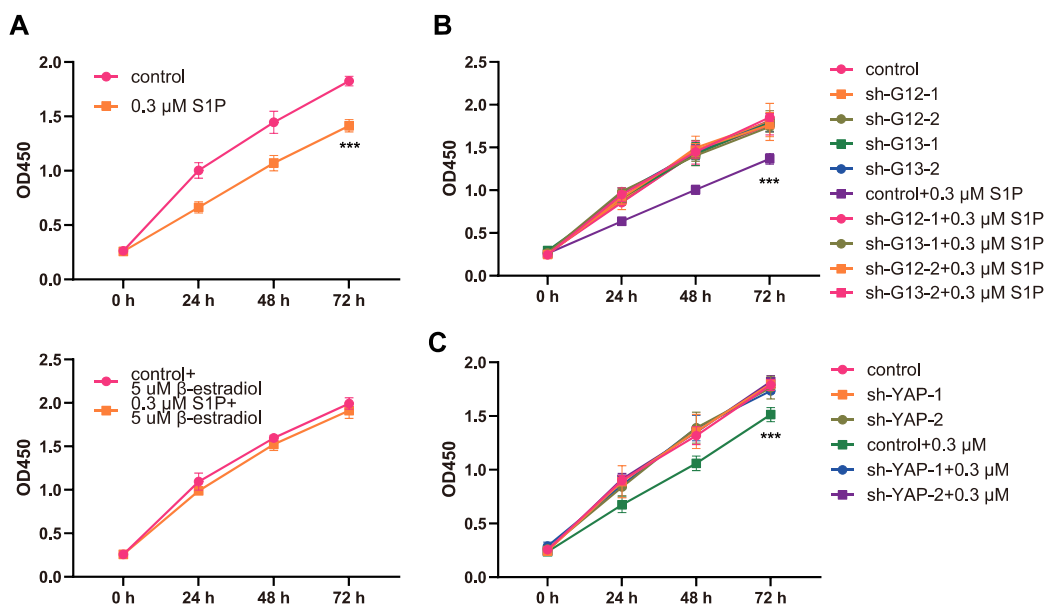 A
2.0
1.5
1.0
0.5
0.0
OD450
control
0.3 μM S1P
***
0 h
24 h
48 h
72 h
2.5
2.0
1.5
1.0
0.5
0.0
OD450
control+
5 uM β-estradiol
0.3 μM S1P+
5 uM β-estradiol
0 h
24 h
48 h
72 h
B
2.5
2.0
1.5
1.0
0.5
0.0
OD450
***
0 h
24 h
48 h
72 h
control
sh-G12-1
sh-G12-2
sh-G13-1
sh-G13-2
control+0.3 μM S1P
sh-G12-1+0.3 μM S1P
sh-G13-1+0.3 μM S1P
sh-G12-2+0.3 μM S1P
sh-G13-2+0.3 μM S1P
C
2.0
1.5
1.0
0.5
0.0
OD450
***
0 h
24 h
48 h
72 h
control
sh-YAP-1
sh-YAP-2
control+0.3 μM
sh-YAP-1+0.3 μM
sh-YAP-2+0.3 μM